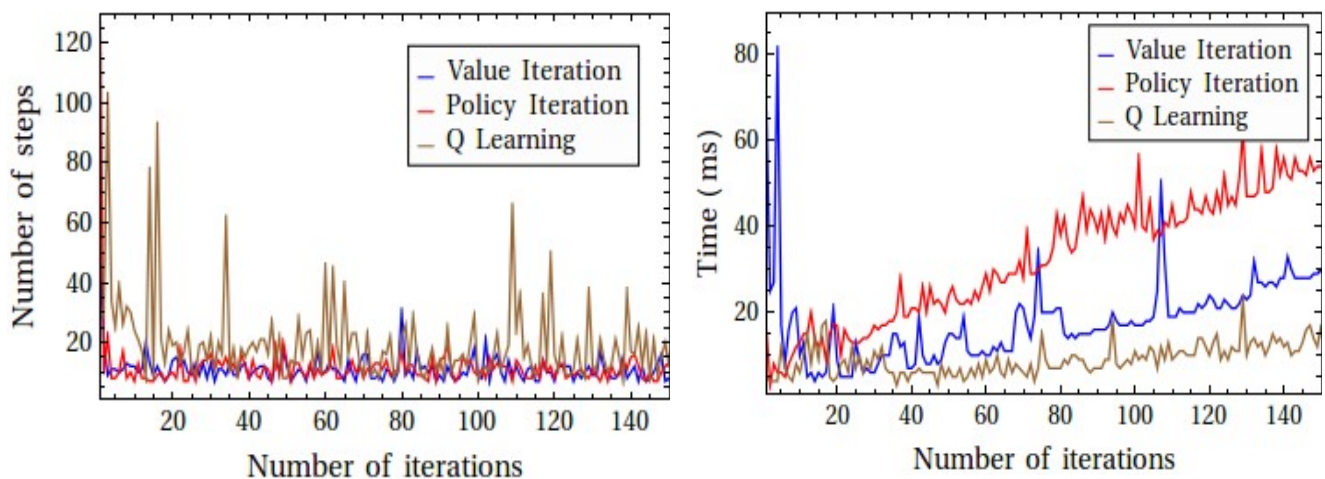 Number of steps
120
100
80
60
40
20
Value Iteration
Policy Iteration
Q Learning
20 40 60 80 100 120 140
Number of iterations
Time ( ms)
80
60
40
20
Value Iteration
Policy Iteration
Q Learning
20 40 60 80 100 120 140
Number of iterations